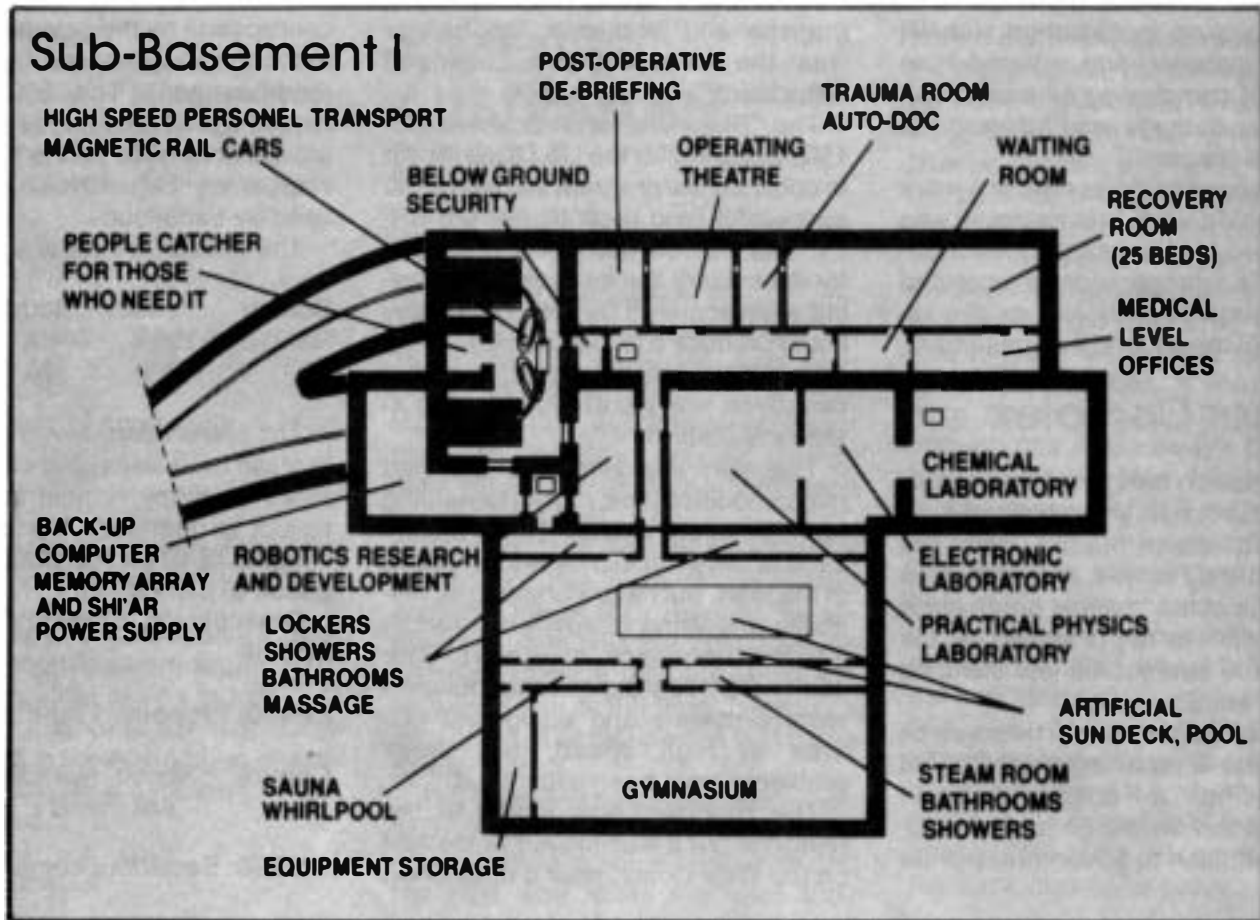 Sub-Basement I
HIGH SPEED PERSONEL TRANSPORT
MAGNETIC RAIL CARS
POST-OPERATIVE
DE-BRIEFING
TRAUMA ROOM
AUTO-DOC
BELOW GROUND
SECURITY
OPERATING
THEATRE
WAITING
ROOM
RECOVERY
ROOM
(25 BEDS)
PEOPLE CATCHER
FOR THOSE
WHO NEED IT
MEDICAL
LEVEL
OFFICES
CHEMICAL
LABORATORY
BACK-UP
COMPUTER
MEMORY ARRAY
AND SHI'AR
POWER SUPPLY
ROBOTICS RESEARCH
AND DEVELOPMENT
ELECTRONIC
LABORATORY
LOCKERS
SHOWERS
BATHROOMS
MASSAGE
PRACTICAL PHYSICS
LABORATORY
ARTIFICIAL
SUN DECK, POOL
SAUNA
WHIRLPOOL
GYMNASIUM
STEAM ROOM
BATHROOMS
SHOWERS
EQUIPMENT STORAGE